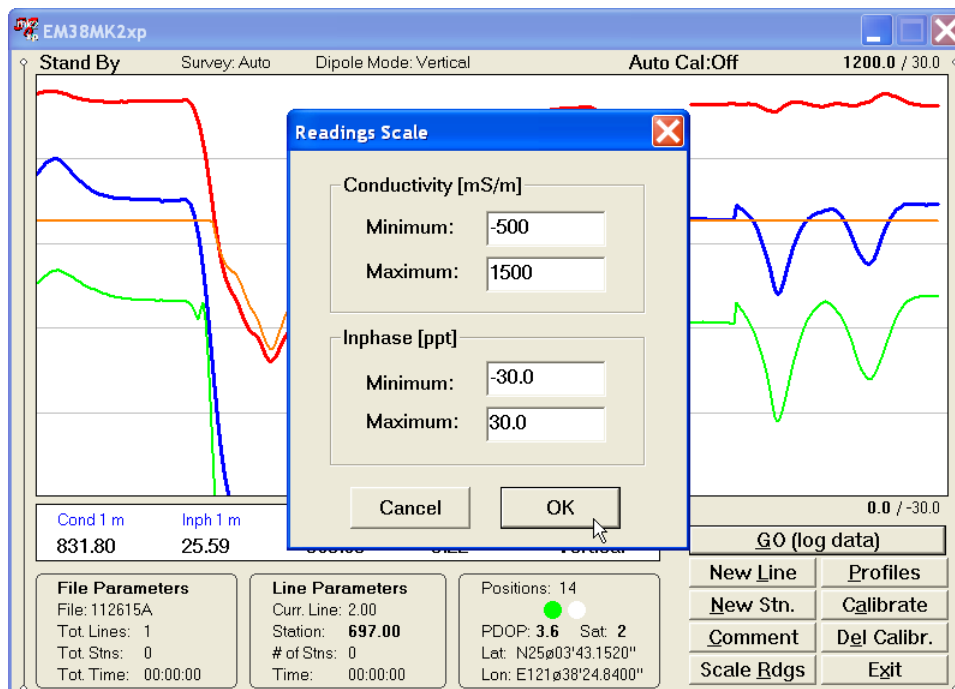 EM38MK2xp
Stand By Survey: Auto Dipole Mode: Vertical Auto Cal:Off 1200.0 / 30.0
Readings Scale
Conductivity [mS/m]
Minimum: -500
Maximum: 1500
Inphase [ppt]
Minimum: -30.0
Maximum: 30.0
Cancel OK
0.0 / -30.0
Cond 1 m Inph 1 m
831.80 25.59
GO (log data)
New Line Profiles
New Stn. Calibrate
Comment Del Calibr.
Scale Rdgs Exit
File Parameters
File: 112615A
Tot. Lines: 1
Tot. Stns: 0
Tot. Time: 00:00:00
Line Parameters
Curr. Line: 2.00
Station: 697.00
# of Stns: 0
Time: 00:00:00
Positions: 14
PDOP: 3.6 Sat: 2
Lat: N25ø03'43.1520"
Lon: E121ø38'24.8400"